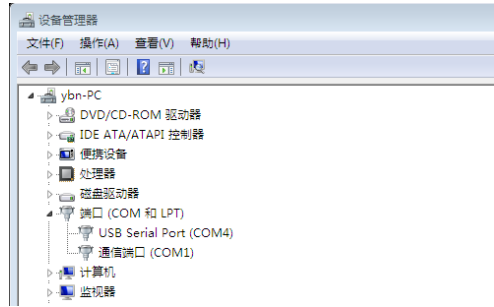 设备管理器
文件(F) 操作(A) 查看(V) 帮助(H)
ybn-PC
DVD/CD-ROM 驱动器
IDE ATA/ATAPI 控制器
便携设备
处理器
磁盘驱动器
端口 (COM 和 LPT)
USB Serial Port (COM4)
通信端口 (COM1)
计算机
监视器